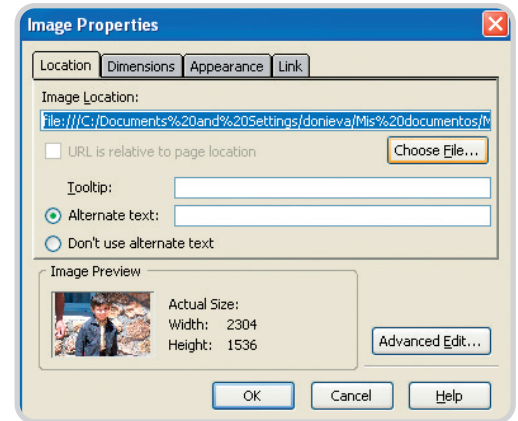 Image Properties
Location Dimensions Appearance Link
Image Location:
file:///C:/Documents%20and%20Settings/donieva/Mis%20documentos/M
URL is relative to page location
Choose File...
Tooltip:
Alternate text:
Don't use alternate text
Image Preview
Actual Size:
Width: 2304
Height: 1536
Advanced Edit...
OK Cancel Help